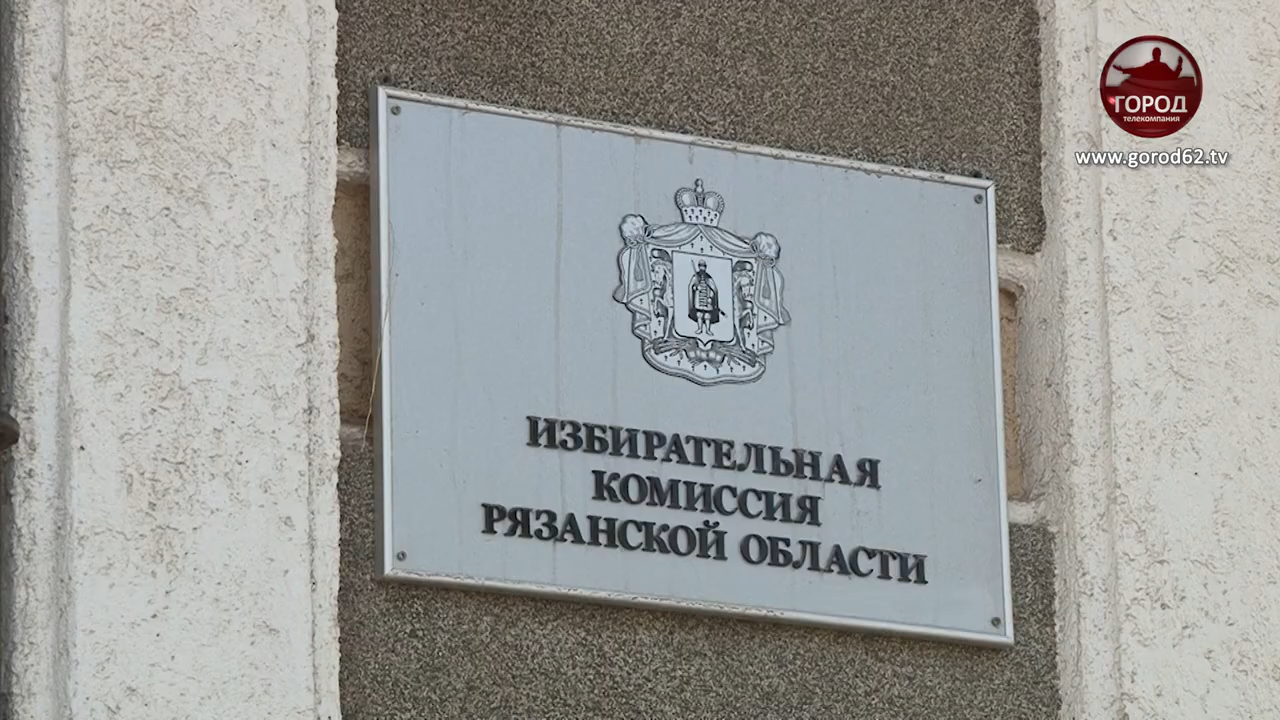 ГОРОД
телекомпания
www.gorod62.tv
ИЗБИРАТЕЛЬНАЯ
КОМИССИЯ
РЯЗАНСКОЙ ОБЛАСТИ